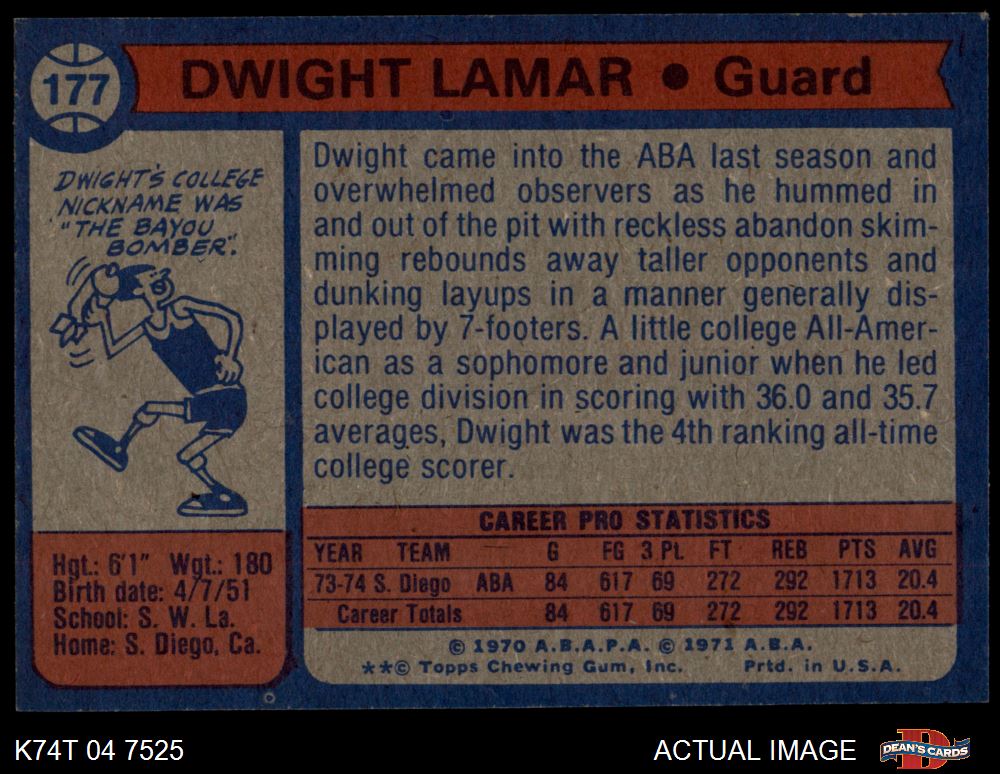 177
DWIGHT LAMAR • Guard
DWIGHT'S COLLEGE
NICKNAME WAS
"THE BAYOU
BOMBER".
Dwight came into the ABA last season and
overwhelmed observers as he hummed in
and out of the pit with reckless abandon skim-
ming rebounds away taller opponents and
dunking layups in a manner generally dis-
played by 7-footers. A little college All-Amer-
ican as a sophomore and junior when he led
college division in scoring with 36.0 and 35.7
averages, Dwight was the 4th ranking all-time
college scorer.
Hgt.: 6'1" Wgt.: 180
Birth date: 4/7/51
School: S. W. La.
Home: S. Diego, Ca.
CAREER PRO STATISTICS
YEAR TEAM G FG 3 Pt. FT REB PTS AVG
73-74 S. Diego ABA 84 617 69 272 292 1713 20.4
Career Totals 84 617 69 272 292 1713 20.4
© 1970 A.B.A.P.A. © 1971 A.B.A.
**© Topps Chewing Gum, Inc. Prtd. in U.S.A.
K74T 04 7525
ACTUAL IMAGE
DEAN'S CARDS